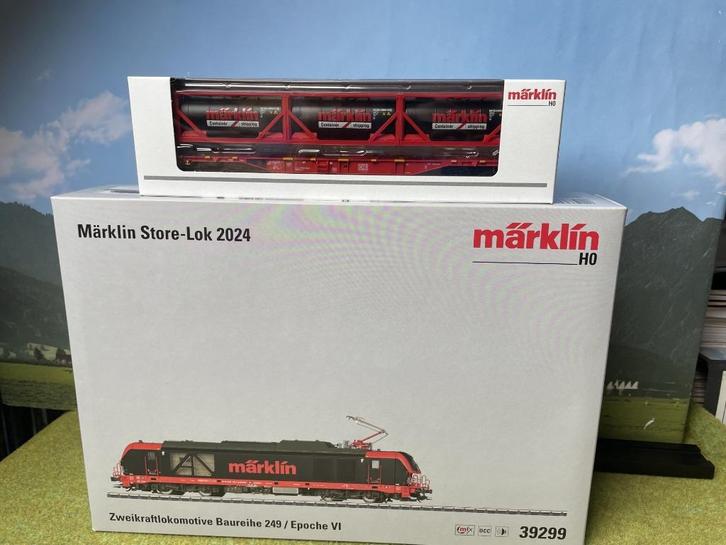 märklin
H0
märklin
Container shipping
märklin
Container shipping
märklin
Container shipping
Märklin Store-Lok 2024
märklin
H0
märklin
Zweikraftlokomotive Baureihe 249 / Epoche VI
mfx
DCC
39299